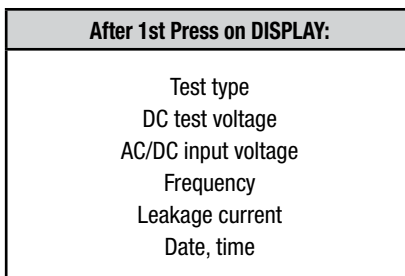 After 1st Press on DISPLAY:
Test type
DC test voltage
AC/DC input voltage
Frequency
Leakage current
Date, time